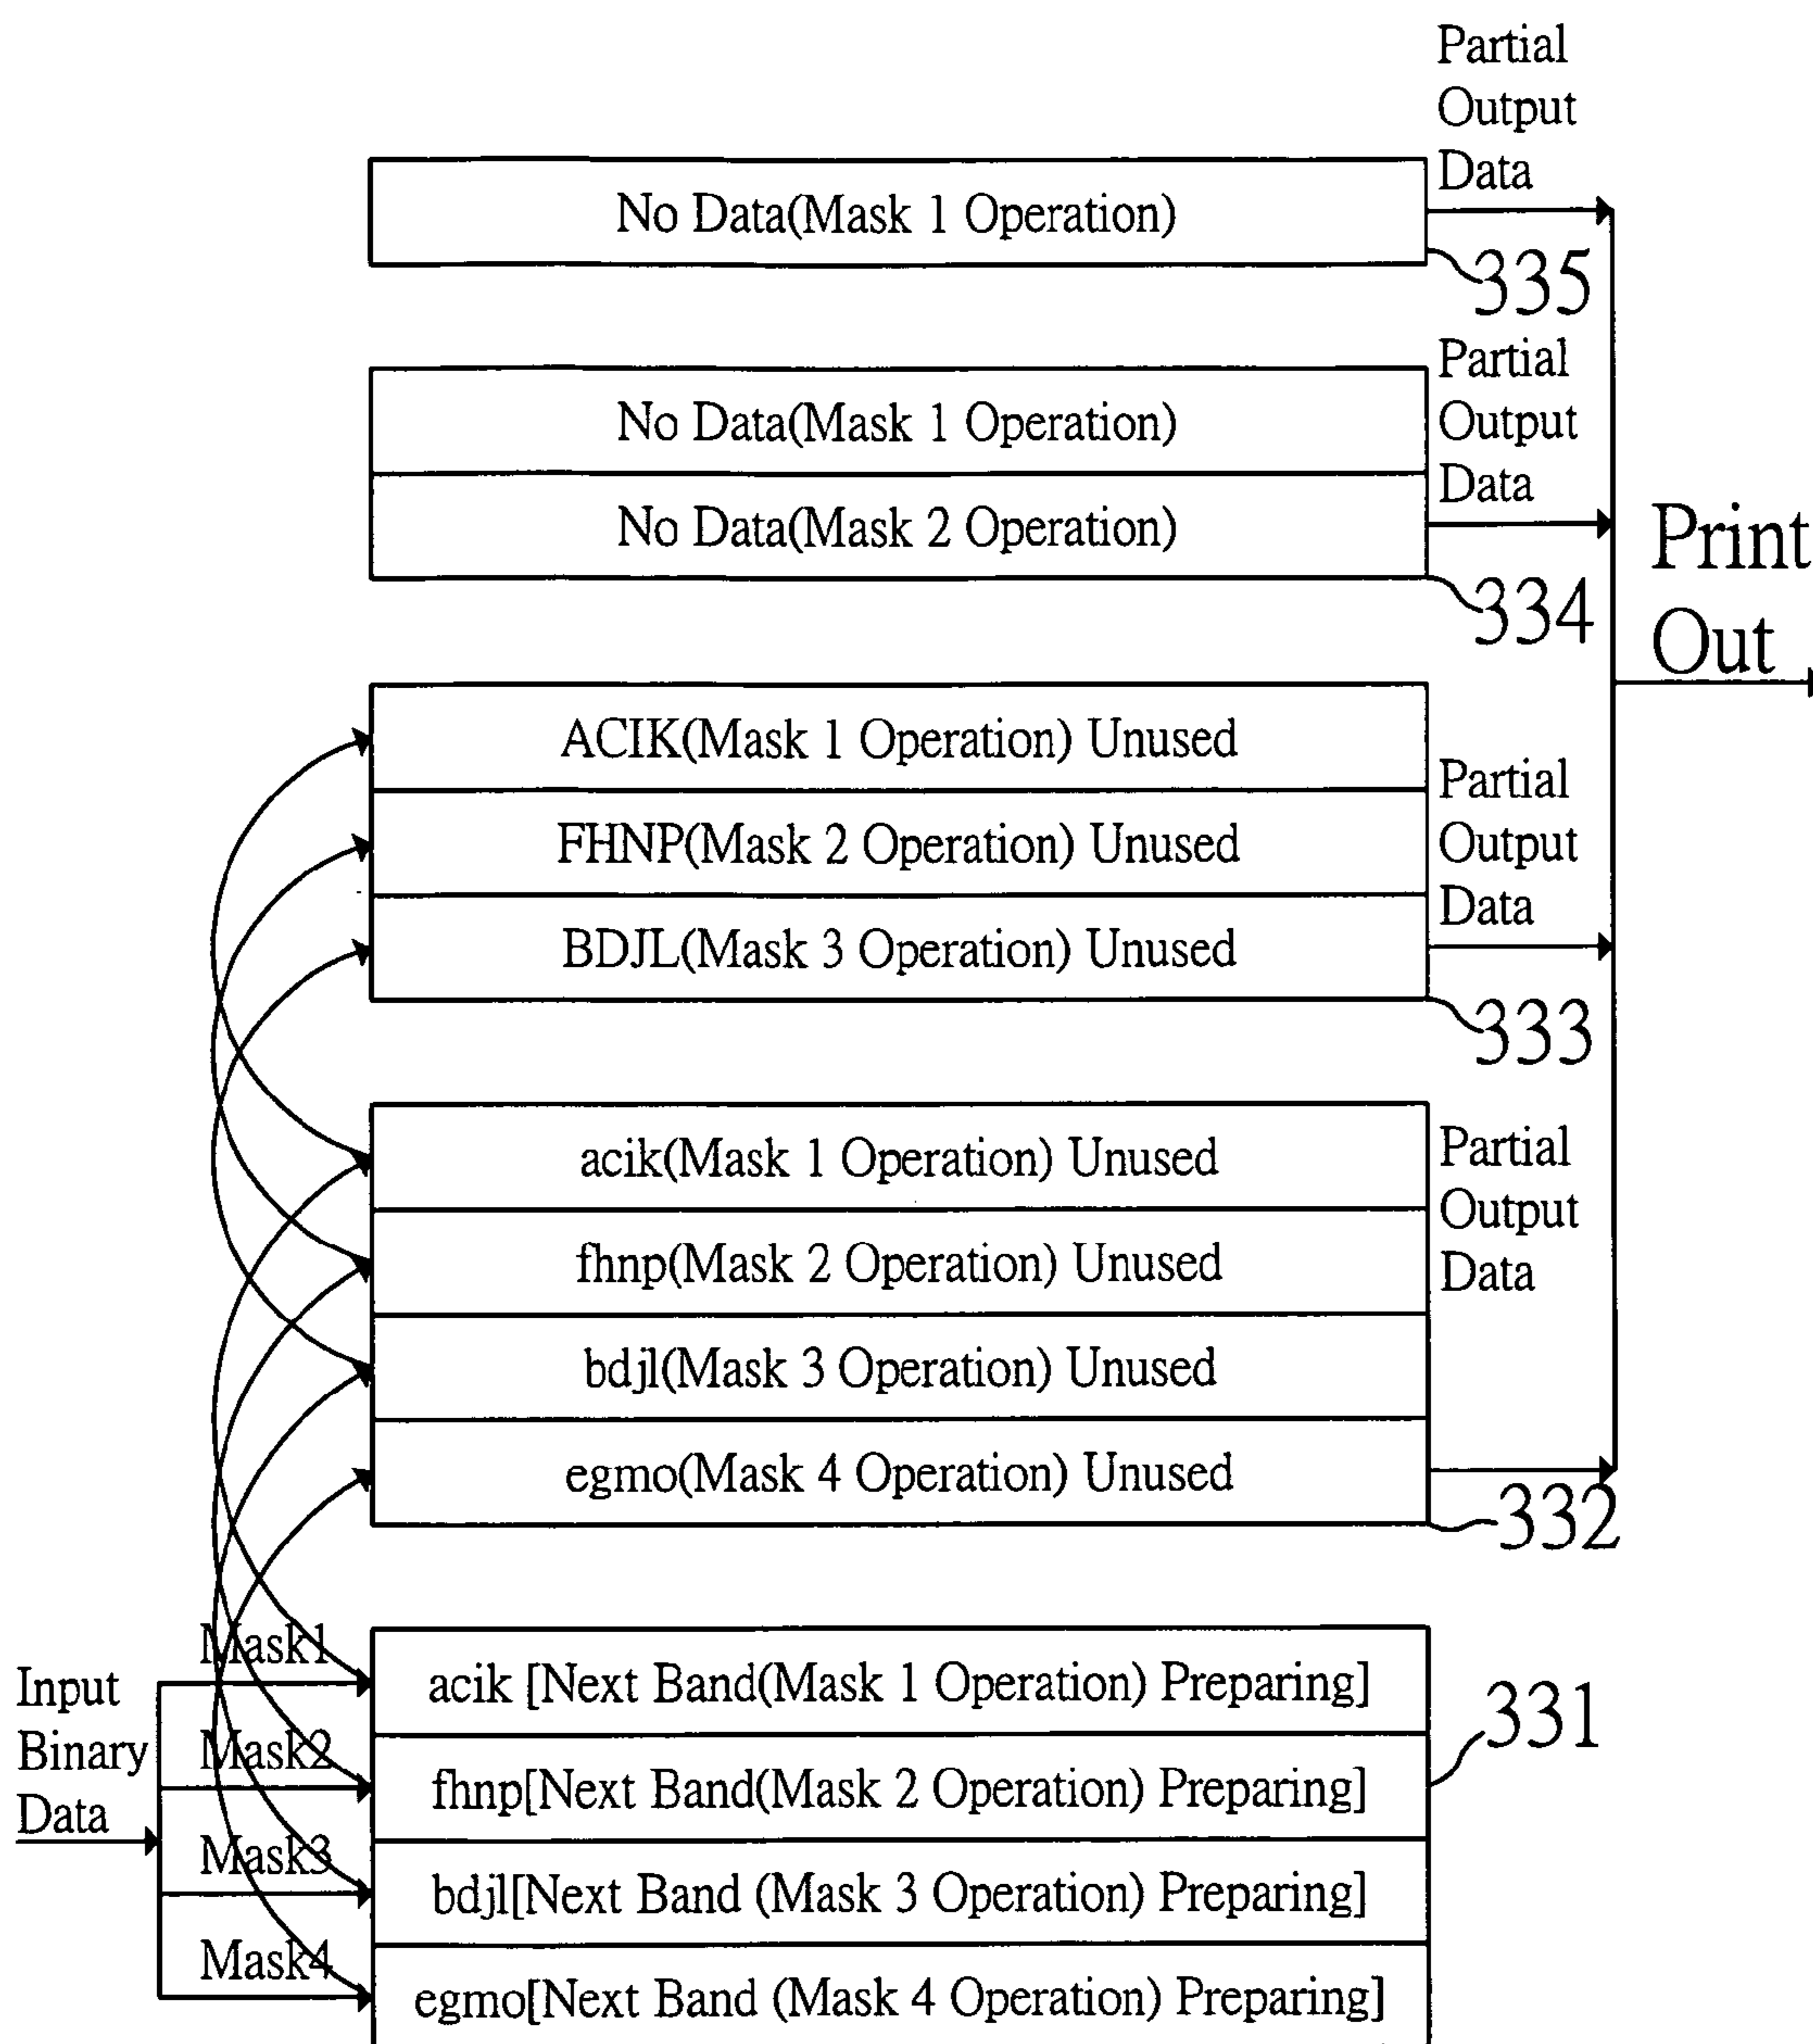 Partial
Output
Data
No Data(Mask 1 Operation)
335
Partial
Output
Data
No Data(Mask 1 Operation)
No Data(Mask 2 Operation)
334
Print
Out
ACIK(Mask 1 Operation) Unused
FHNP(Mask 2 Operation) Unused
BDJL(Mask 3 Operation) Unused
Partial
Output
Data
333
acik(Mask 1 Operation) Unused
fhnp(Mask 2 Operation) Unused
bdjl(Mask 3 Operation) Unused
egmo(Mask 4 Operation) Unused
Partial
Output
Data
332
Input
Binary
Data
Mask1
Mask2
Mask3
Mask4
acik [Next Band(Mask 1 Operation) Preparing]
fhnp[Next Band(Mask 2 Operation) Preparing]
bdjl[Next Band (Mask 3 Operation) Preparing]
egmo[Next Band (Mask 4 Operation) Preparing]
331